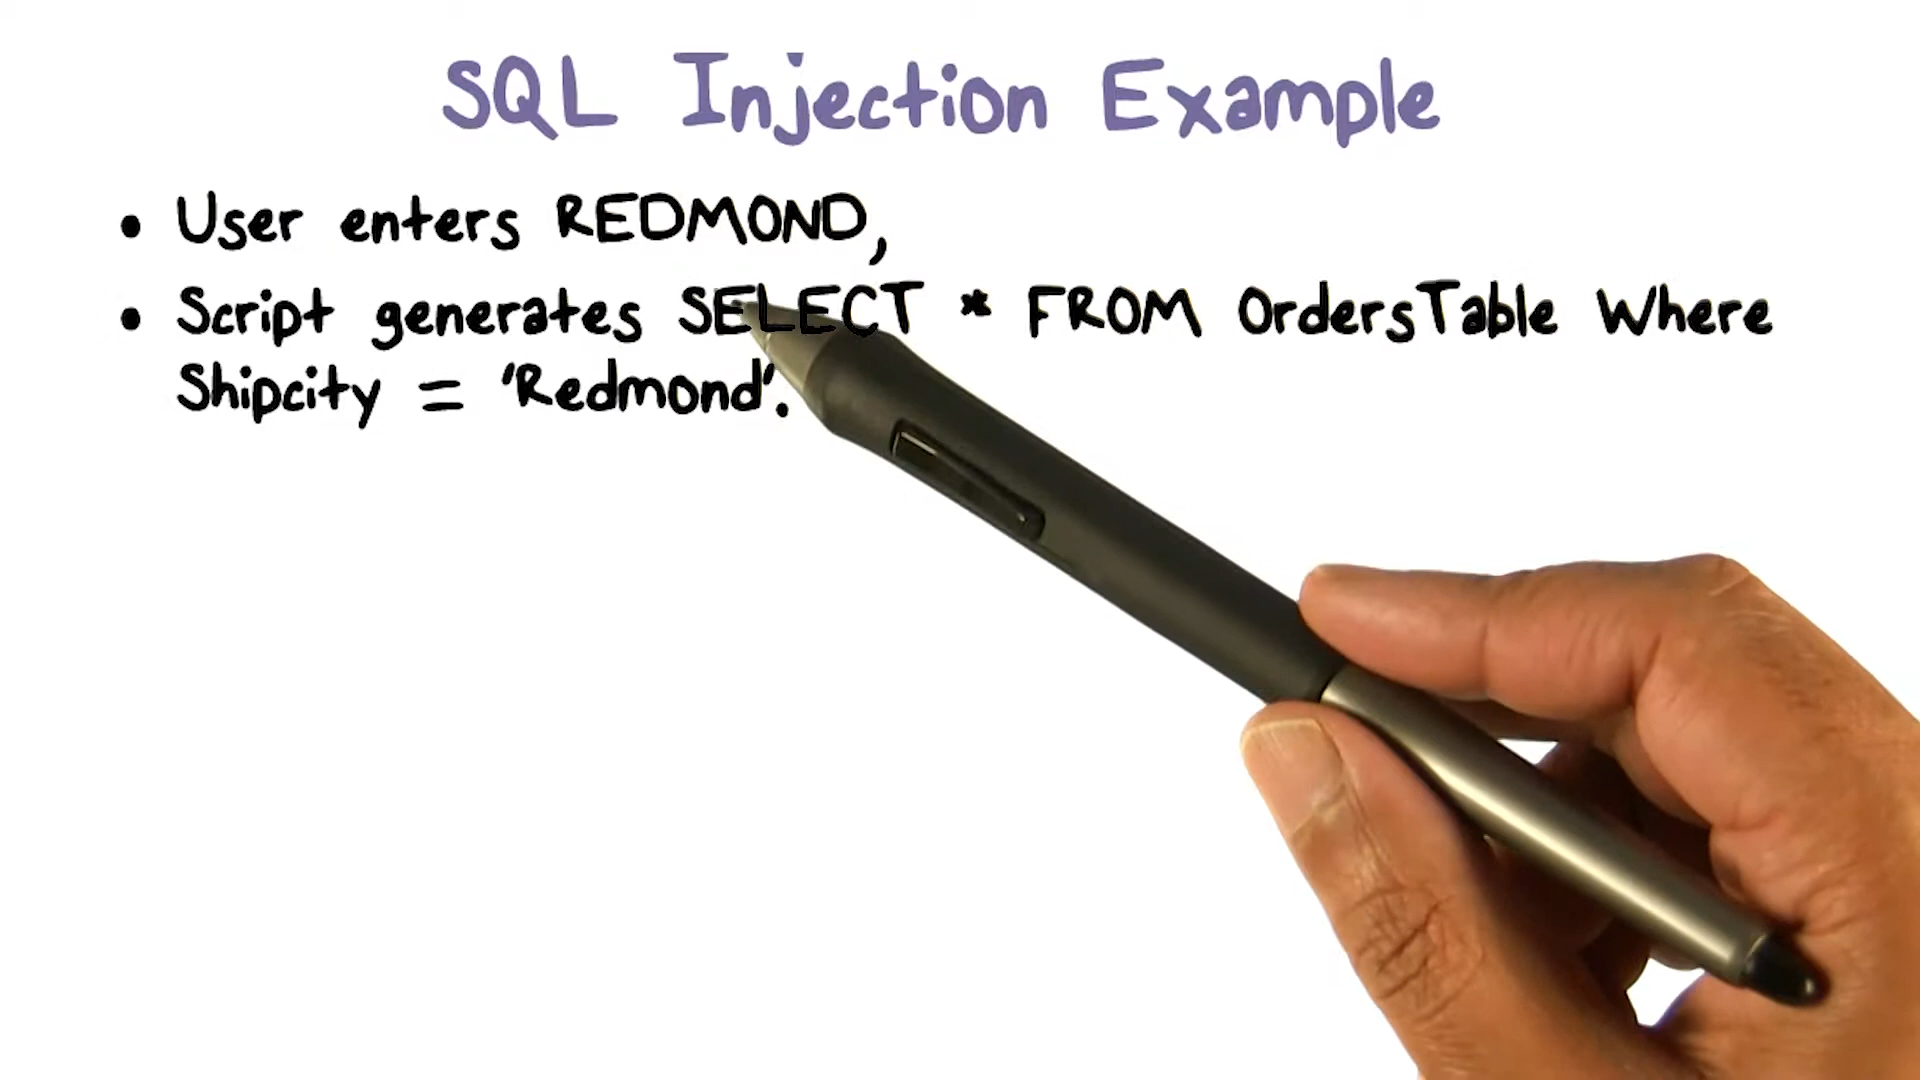 SQL Injection Example
• User enters REDMOND,
• Script generates SELECT * FROM OrdersTable Where
Shipcity = 'Redmond'.